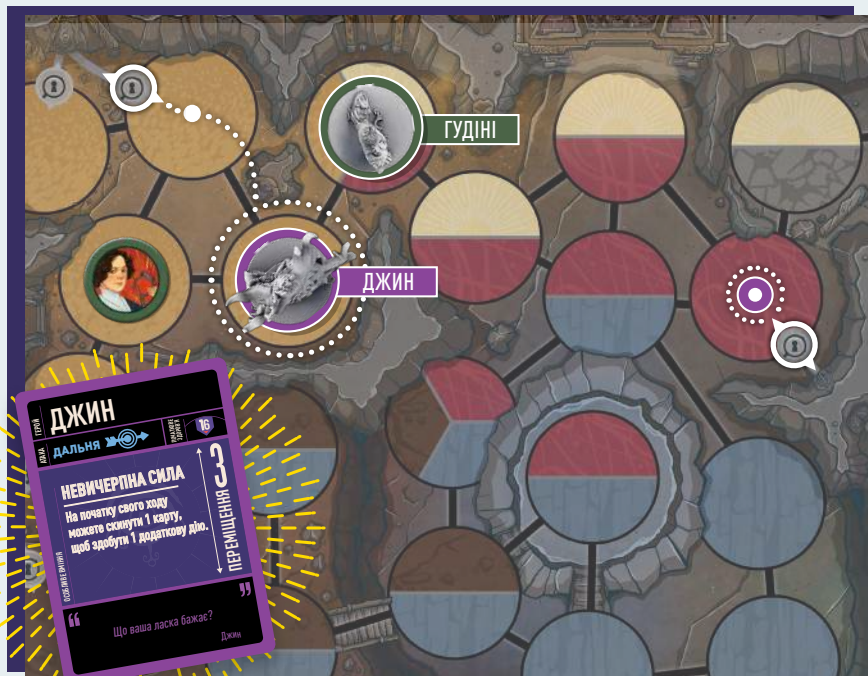 ГУДІНІ
ДЖИН
ГЕРОЙ
ДЖИН
АТАКА
ДАЛЬНЯ
16
НЕВИЧЕРПНА СИЛА
На початку свого ходу
можете скинути 1 карту,
щоб здобути 1 додаткову дію.
3
ПЕРЕМІЩЕННЯ
“
Що ваша ласка бажає?
”
Джин